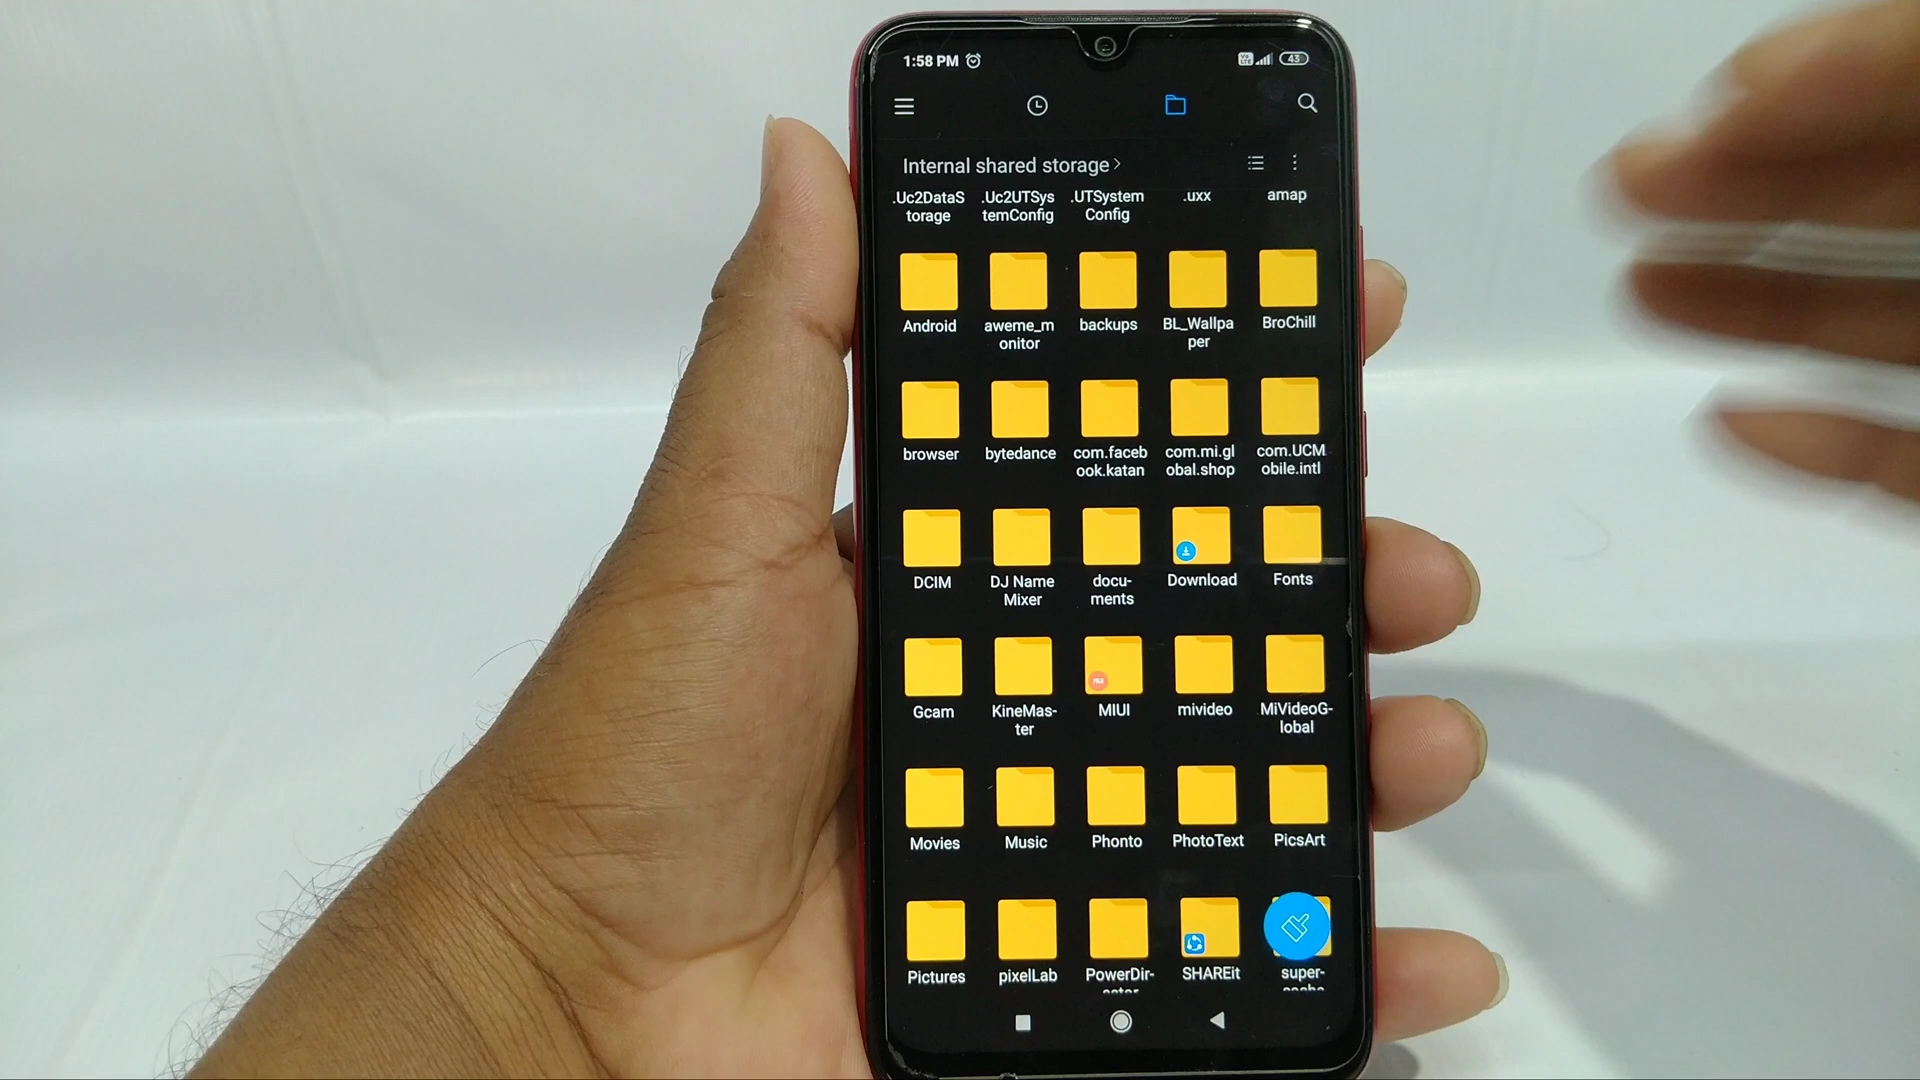 1:58 PM
43
Internal shared storage >
.Uc2DataS
torage
.Uc2UTSys
temConfig
.UTSystem
Config
.uxx
amap
Android
aweme_m
onitor
backups
BL_Wallpa
per
BroChill
browser
bytedance
com.faceb
ook.katan
com.mi.gl
obal.shop
com.UCM
obile.intl
DCIM
DJ Name
Mixer
docu-
ments
Download
Fonts
Gcam
KineMas-
ter
MIUI
mivideo
MiVideoG-
lobal
Movies
Music
Phonto
PhotoText
PicsArt
Pictures
pixelLab
PowerDir-
ector
SHAREit
super-
cache